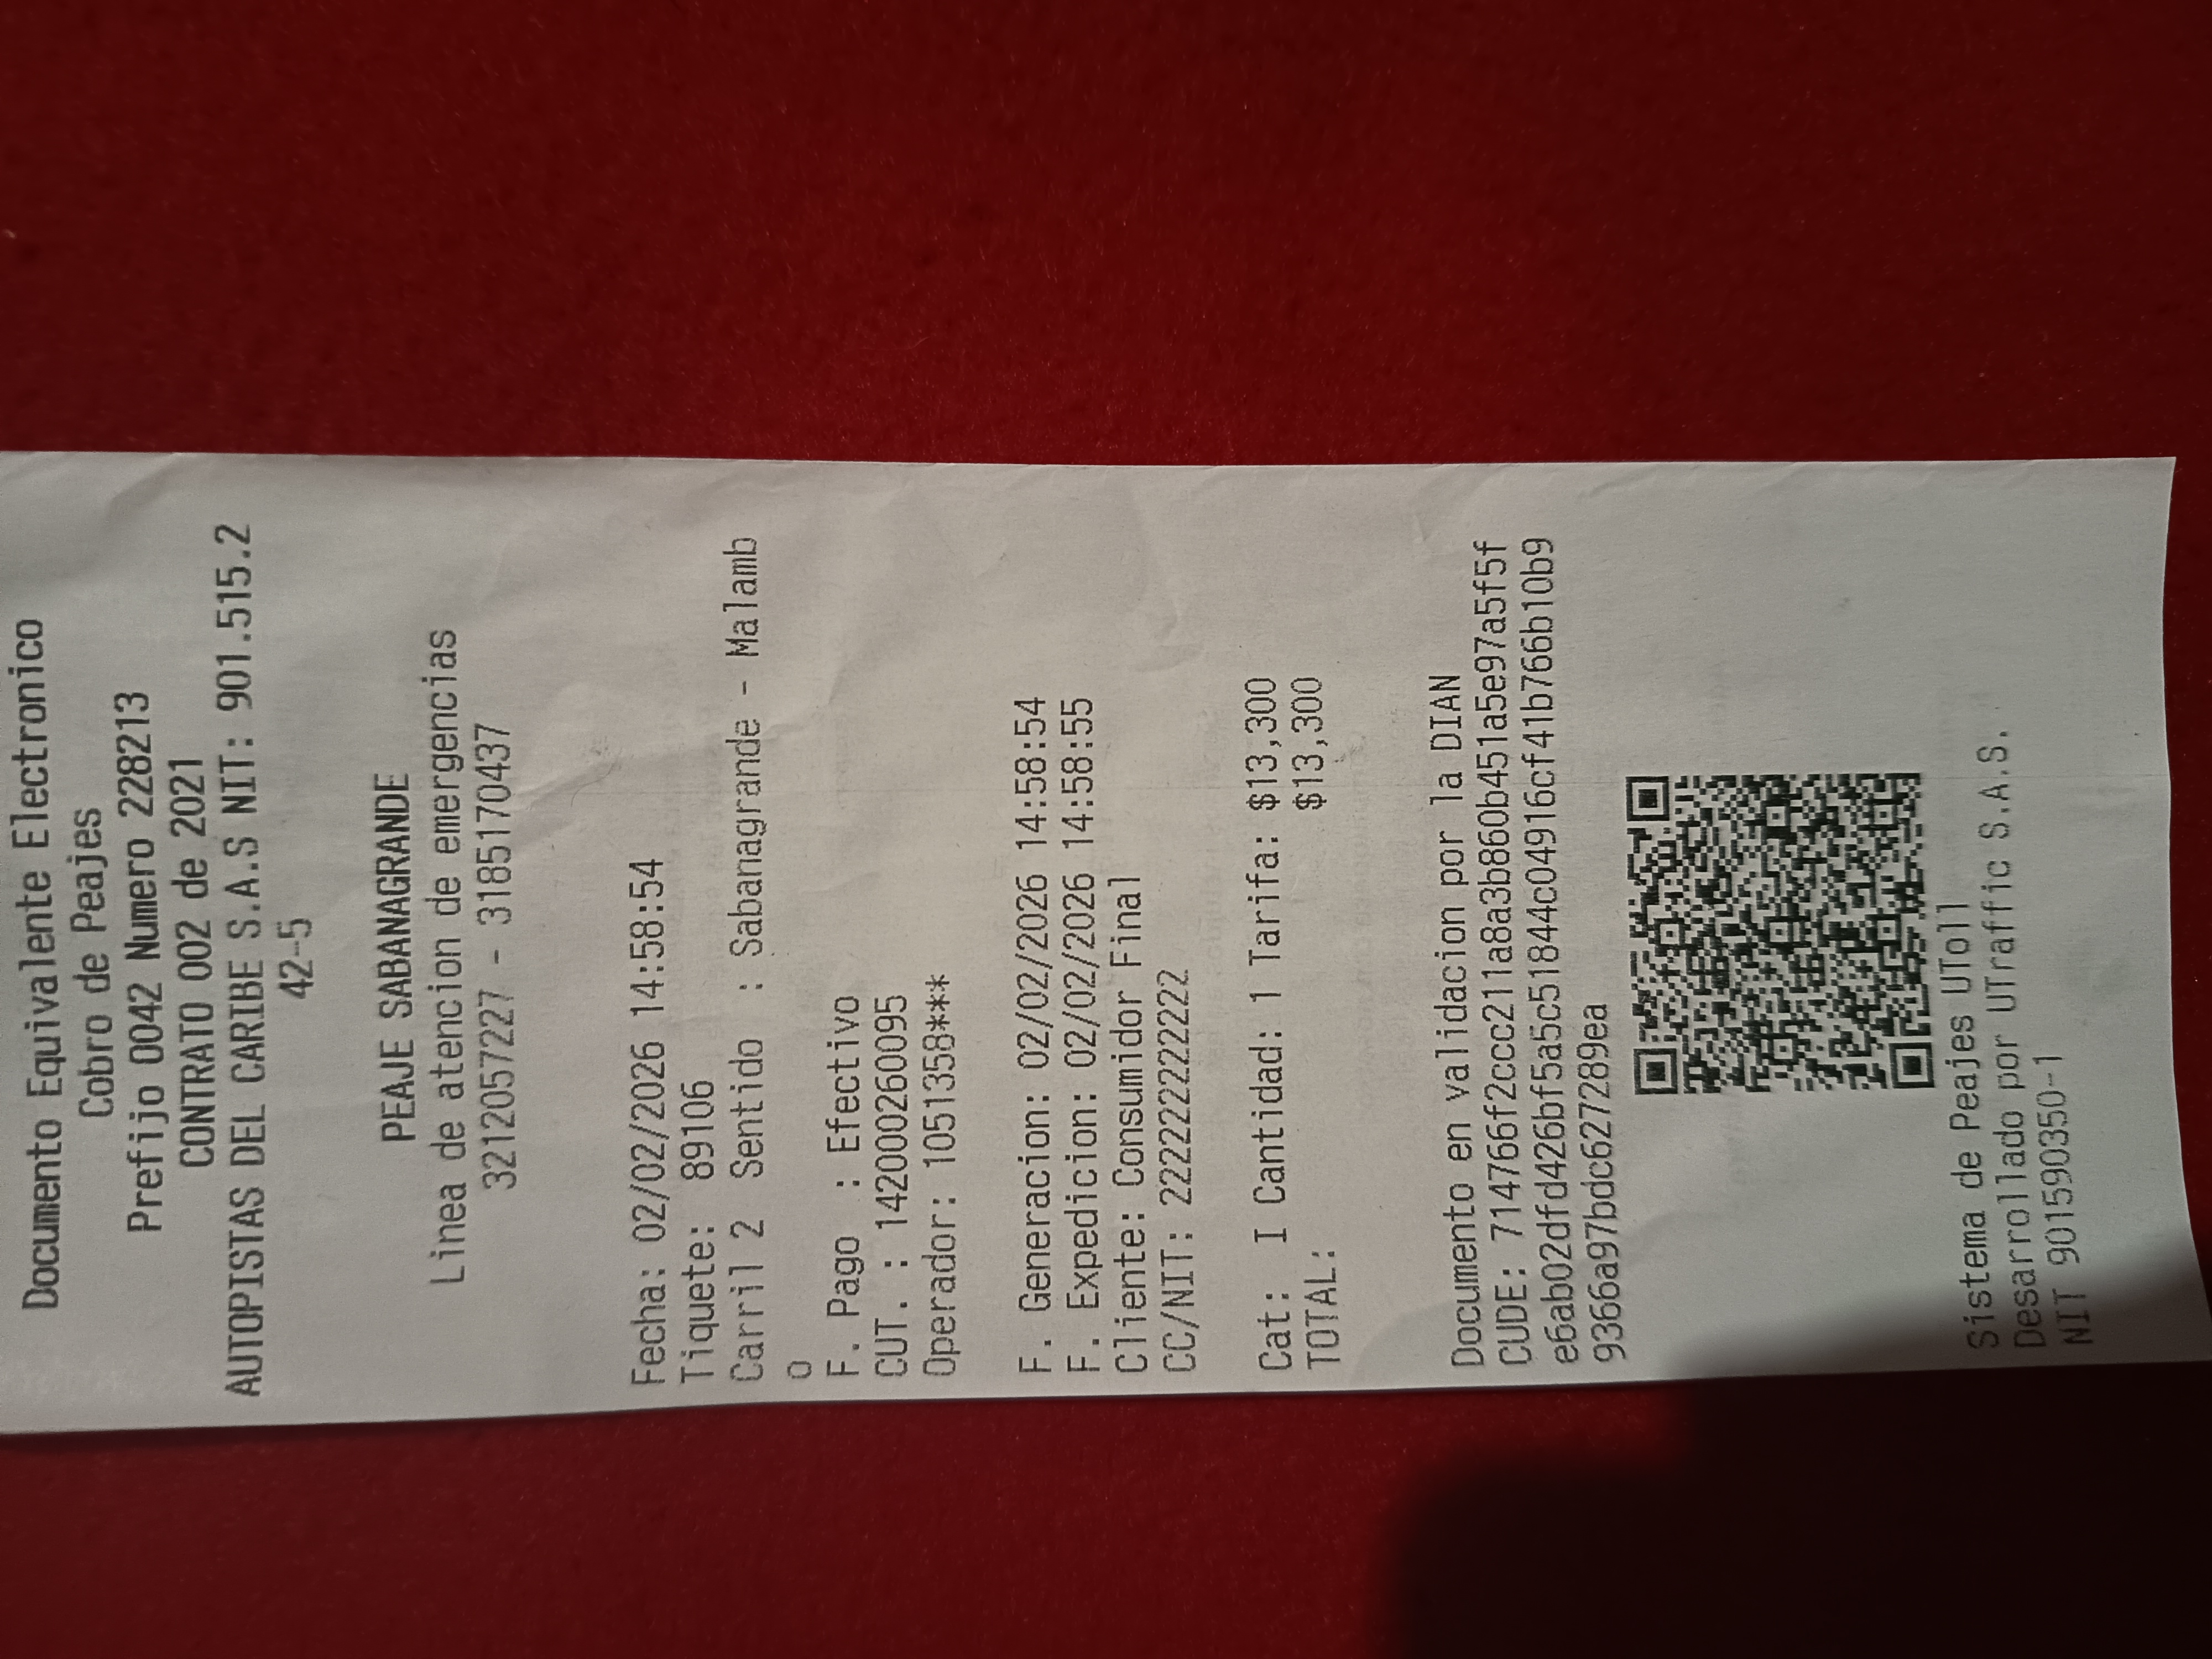 Documento Equivalente Electronico
Cobro de Peajes
Prefijo 0042 Numero 2282213
CONTRATO 002 de 2021
AUTOPISTAS DEL CARIBE S.A.S NIT: 901.515.2
42-5
PEAJE SABANAGRANDE
Linea de atencion de emergencias
3212057227 - 3185170437
Fecha: 02/02/2026 14:58:54
Tiquete: 89106
Carril 2 Sentido : Sabanagrande - Malamb
o
F. Pago : Efectivo
CUT. : 1420002600095
Operador: 1051358***
F. Generacion: 02/02/2026 14:58:54
F. Expedicion: 02/02/2026 14:58:55
Cliente: Consumidor Final
CC/NIT: 222222222222
Cat: I Cantidad: 1 Tarifa: $13,300
TOTAL: $13,300
Documento en validacion por la DIAN
CUDE: 714766f2ccc211a8a3b860b451a5e97a5f5f
e6ab02dfd426bf5a5c5184c04916cf41b766b10b9
9366a97bdc627289ea
Sistema de Peajes UToll
Desarrollado por UTraffic S.A.S.
NIT 901590350-1